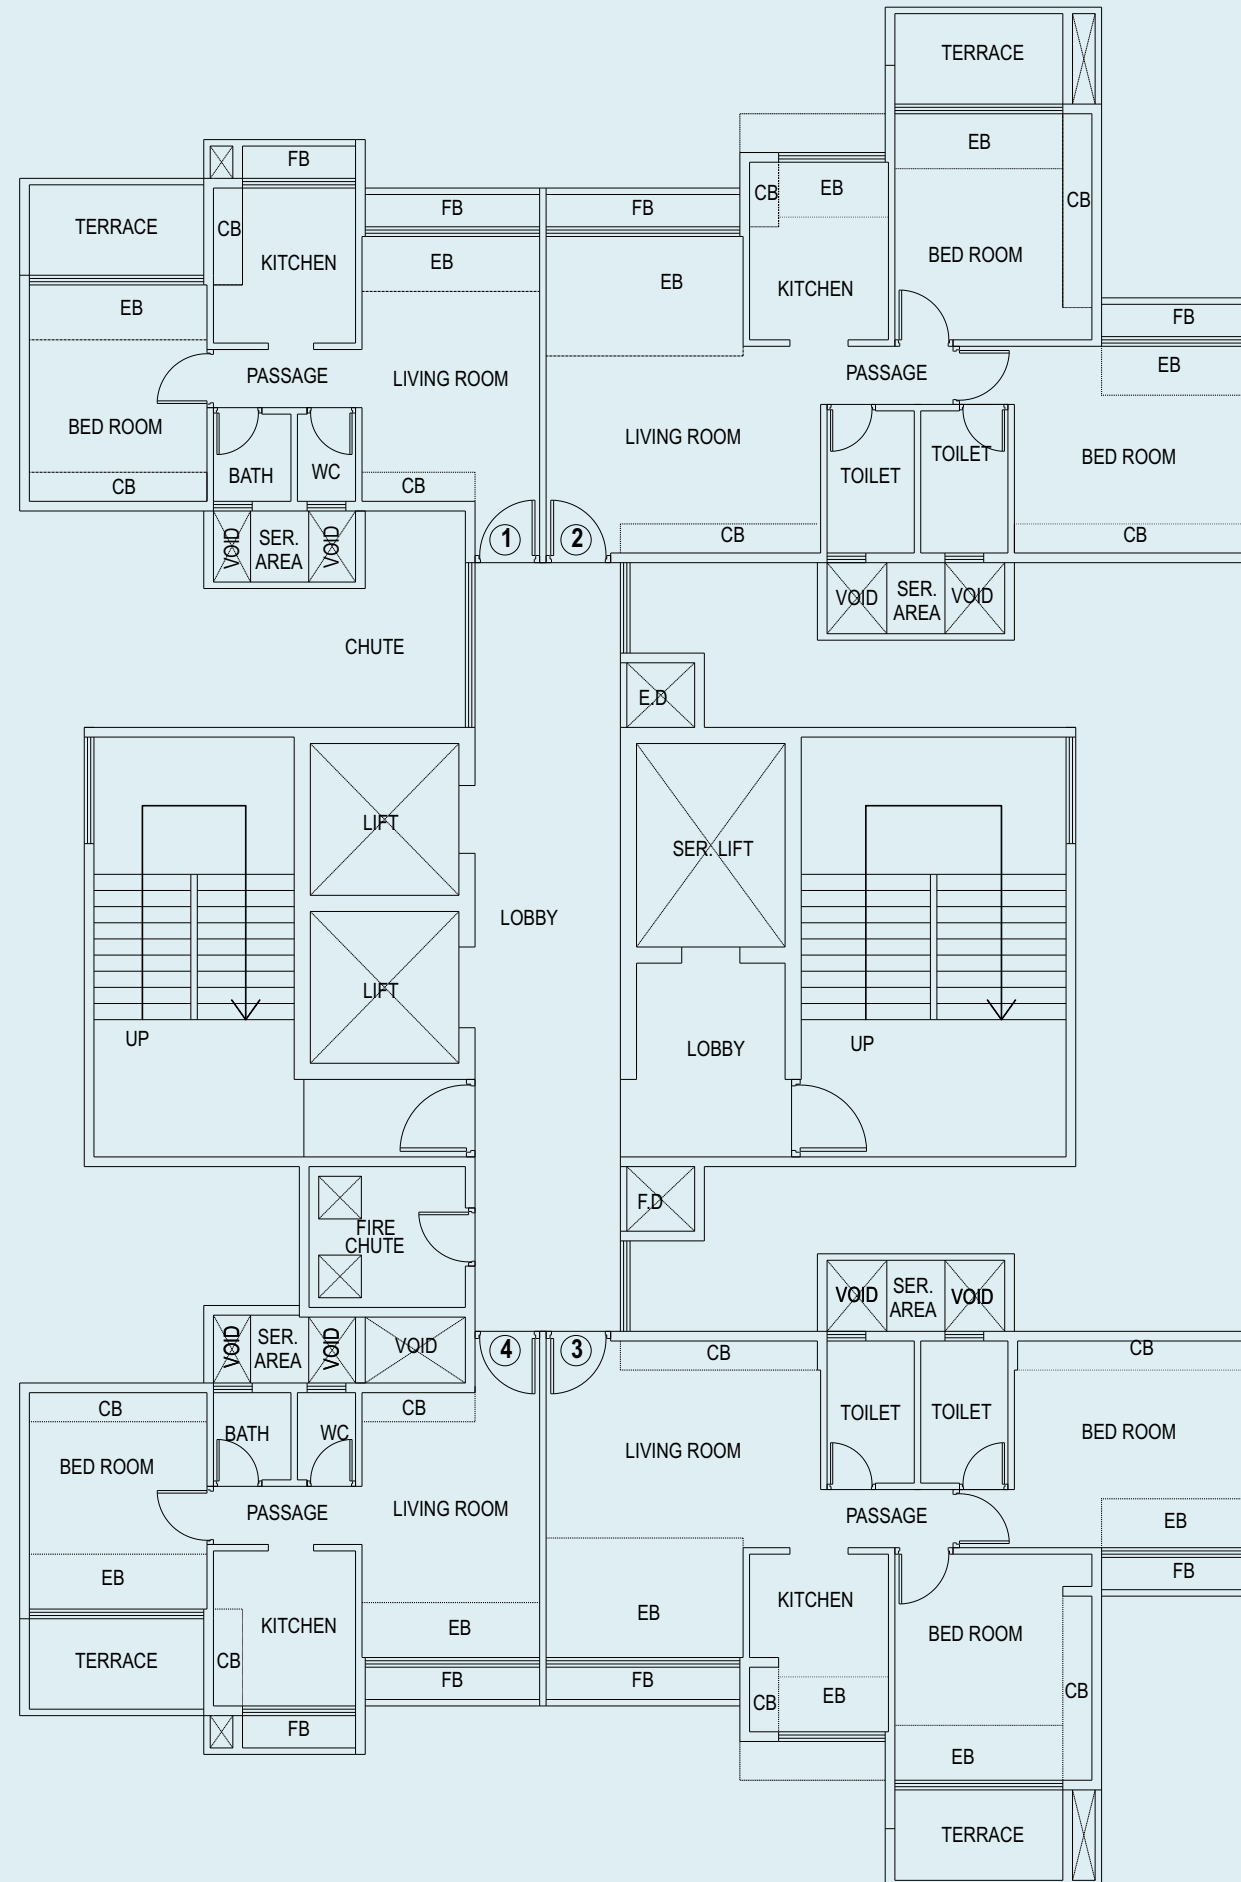 TERRACE
EB
CB
BED ROOM
FB
EB
CB
EB
KITCHEN
FB
CB
KITCHEN
TERRACE
EB
BED ROOM
CB
FB
EB
FB
EB
PASSAGE
LIVING ROOM
PASSAGE
LIVING ROOM
BATH
WC
CB
TOILET
TOILET
BED ROOM
CB
CB
1
2
VOID
SER.
AREA
VOID
VOID
SER.
AREA
VOID
CHUTE
E.D
LIFT
SER. LIFT
LOBBY
LIFT
UP
LOBBY
UP
F.D
FIRE
CHUTE
VOID
SER.
AREA
VOID
VOID
SER.
AREA
VOID
VOID
4
3
CB
CB
CB
CB
BATH
WC
TOILET
TOILET
BED ROOM
BED ROOM
LIVING ROOM
PASSAGE
LIVING ROOM
PASSAGE
EB
EB
FB
KITCHEN
KITCHEN
BED ROOM
EB
EB
TERRACE
CB
FB
FB
CB
EB
CB
FB
EB
TERRACE